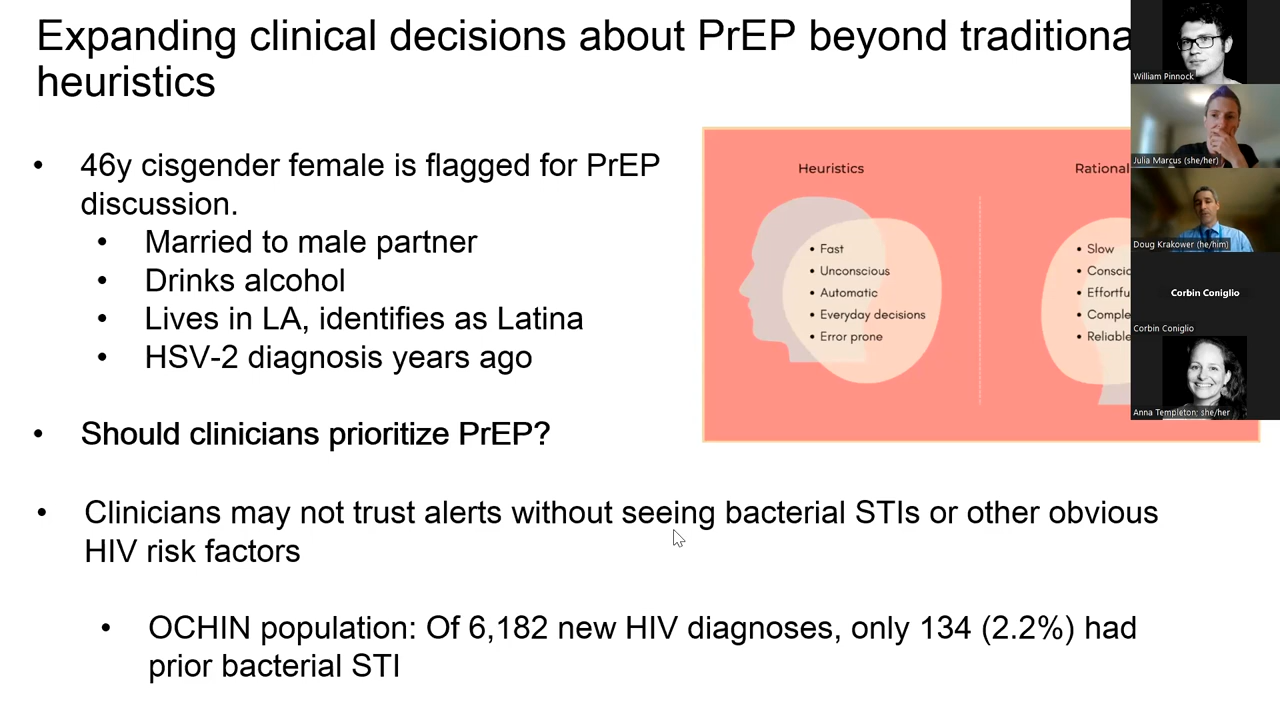 Expanding clinical decisions about PrEP beyond traditiona
heuristics
• 46y cisgender female is flagged for PrEP
discussion.
• Married to male partner
• Drinks alcohol
• Lives in LA, identifies as Latina
• HSV-2 diagnosis years ago
• Should clinicians prioritize PrEP?
• Clinicians may not trust alerts without seeing bacterial STIs or other obvious
HIV risk factors
• OCHIN population: Of 6,182 new HIV diagnoses, only 134 (2.2%) had
prior bacterial STI
Heuristics
• Fast
• Unconscious
• Automatic
• Everyday decisions
• Error prone
Rational
• Slow
• Conscio
• Effortfu
• Comple
• Reliable
William Pinnock
Julia Marcus (she/her)
Doug Krakower (he/him)
Corbin Coniglio
Corbin Coniglio
Anna Templeton: she/her